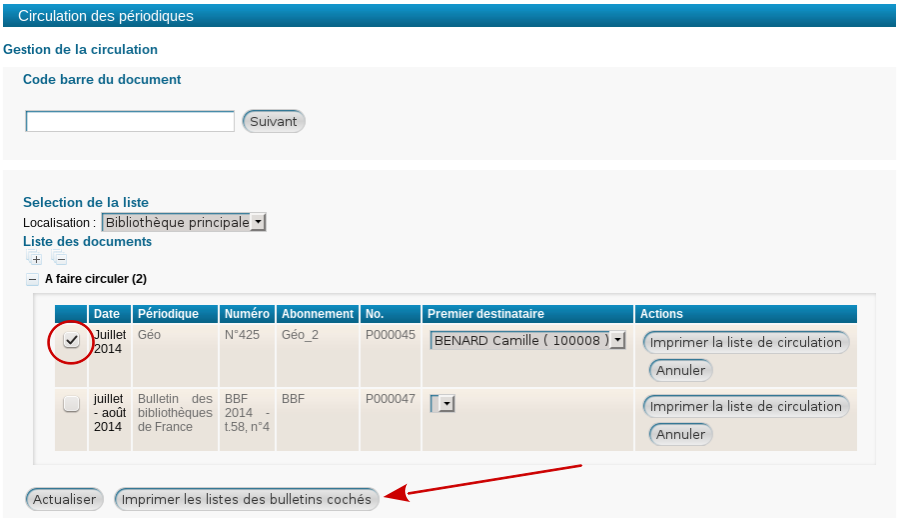 Circulation des périodiques
Gestion de la circulation
Code barre du document
Suivant
Selection de la liste
Localisation : Bibliothèque principale
Liste des documents
A faire circuler (2)
Date Périodique Numéro Abonnement No. Premier destinataire Actions
Juillet 2014 Géo N°425 Géo_2 P000045 BENARD Camille ( 100008 ) Imprimer la liste de circulation
Annuler
juillet Bulletin des BBF BBF P000047 Imprimer la liste de circulation
- août bibliothèques 2014 -
2014 de France t.58, n°4 Annuler
Actualiser Imprimer les listes des bulletins cochés